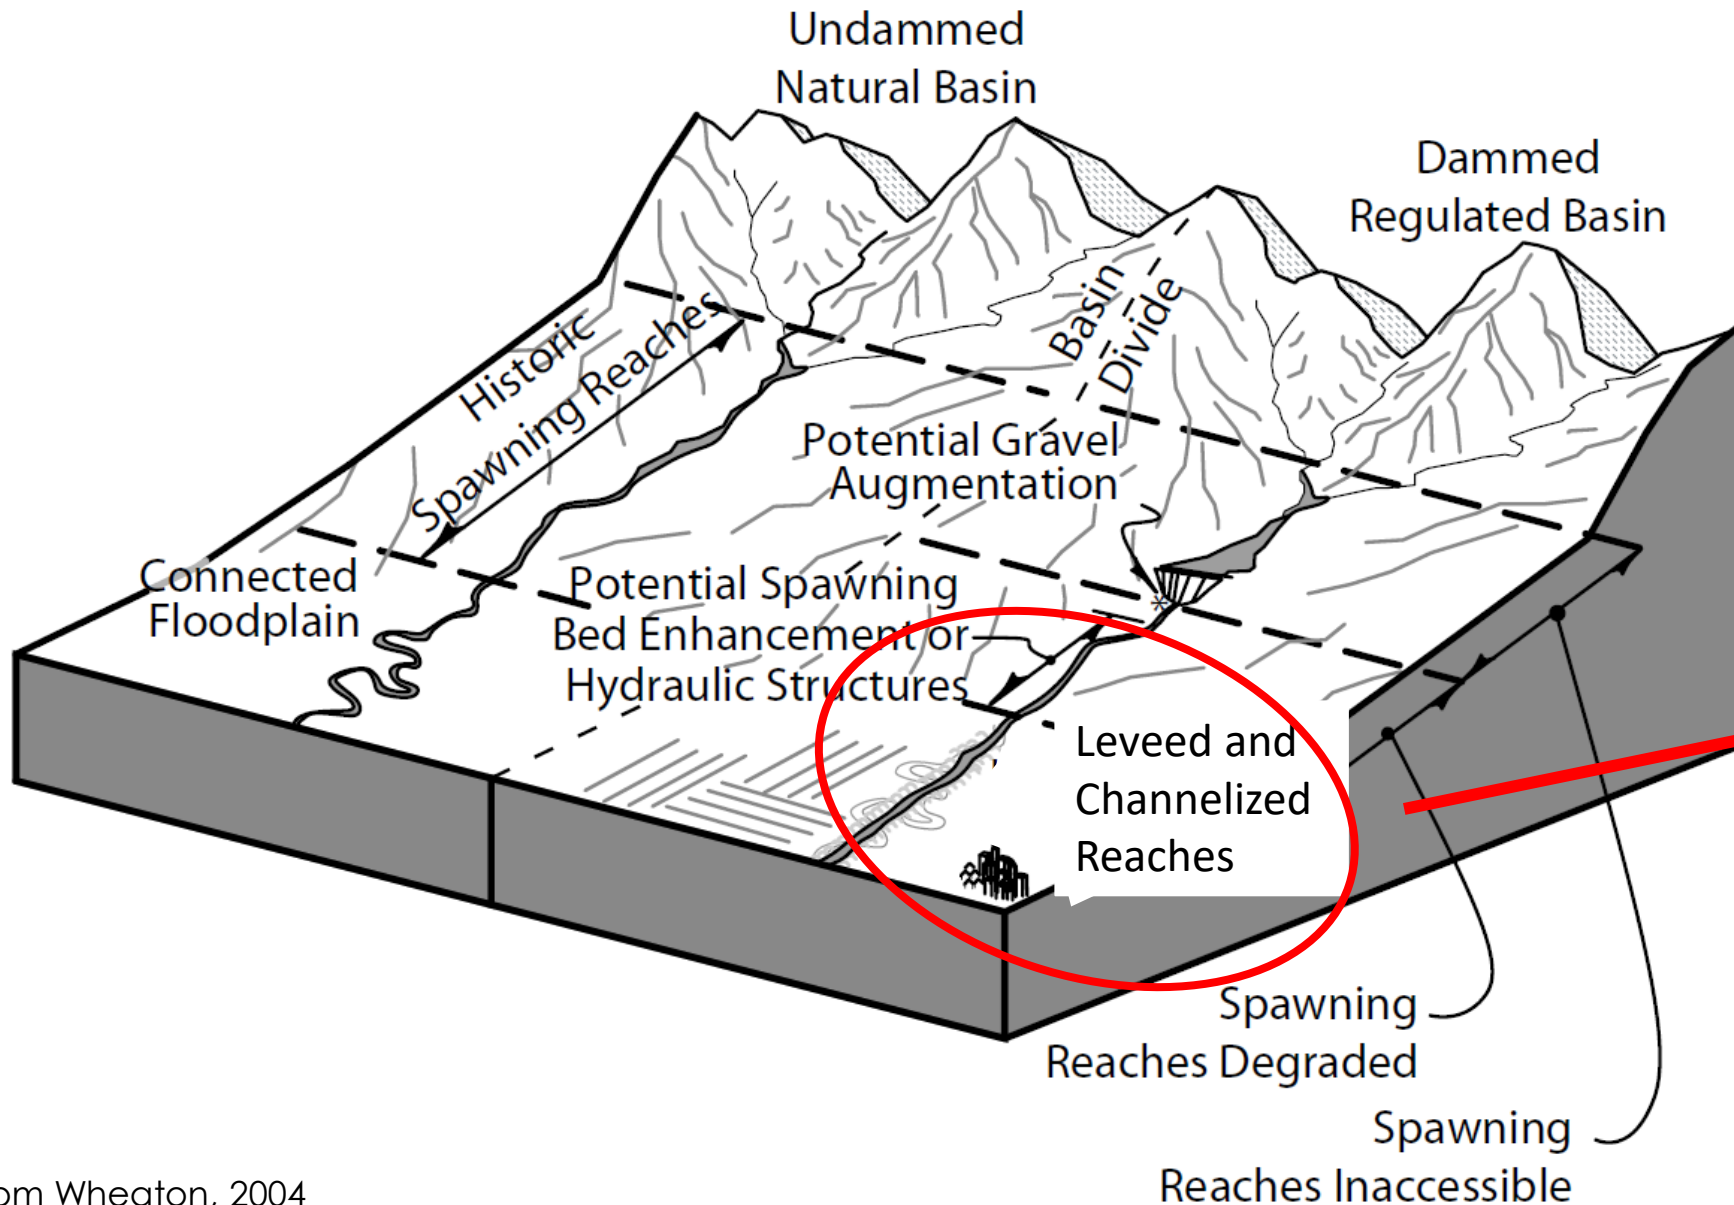 Undammed
Natural Basin
Dammed
Regulated Basin
Basin
Divide
Historic
Spawning Reaches
Potential Gravel
Augmentation
Connected
Floodplain
Potential Spawning
Bed Enhancement or
Hydraulic Structures
*
Leveed and
Channelized
Reaches
Spawning
Reaches Degraded
Spawning
Reaches Inaccessible
om Wheaton, 2004